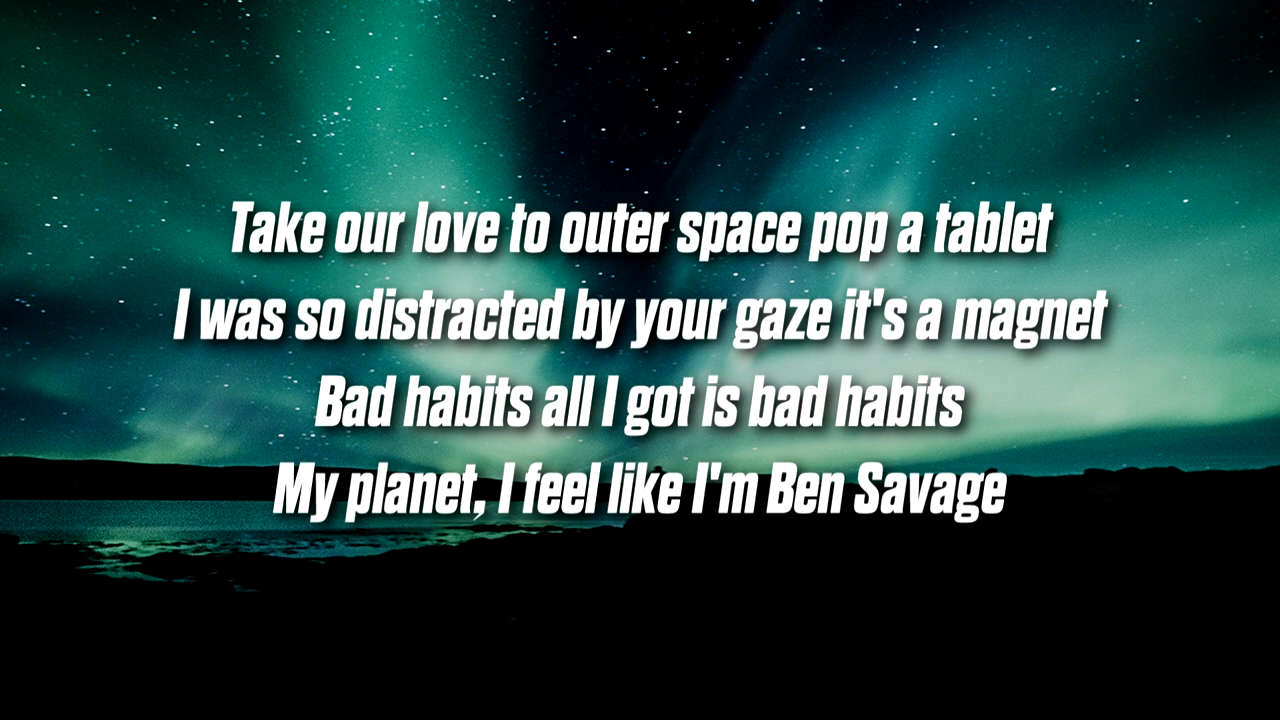 Take our love to outer space pop a tablet
I was so distracted by your gaze it's a magnet
Bad habits all I got is bad habits
My planet, I feel like I'm Ben Savage